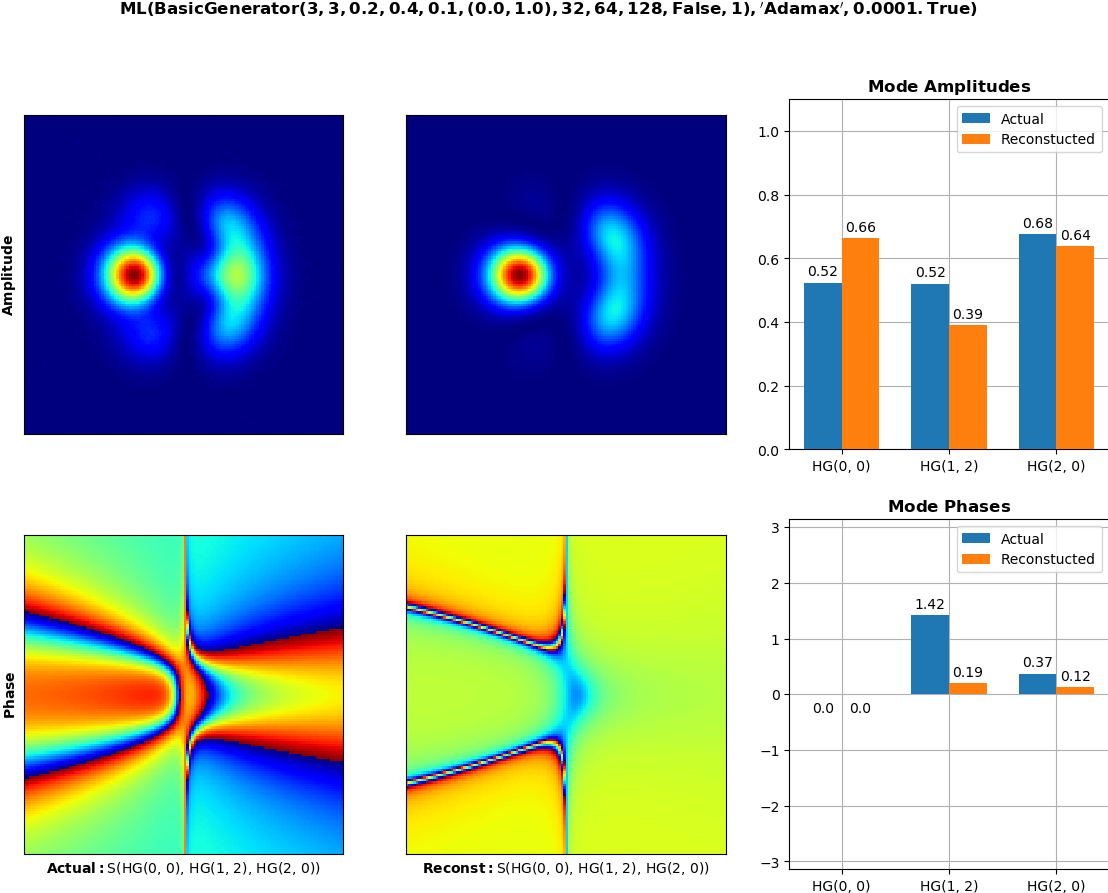 ML(BasicGenerator(3, 3, 0.2, 0.4, 0.1, (0.0, 1.0), 32, 64, 128, False, 1), ′Adamax′, 0.0001. True)
Amplitude
Mode Amplitudes
Actual
Reconstucted
1.0
0.8
0.6
0.4
0.2
0.0
0.52
0.66
0.52
0.39
0.68
0.64
HG(0, 0)
HG(1, 2)
HG(2, 0)
Phase
Actual: S(HG(0, 0), HG(1, 2), HG(2, 0))
Reconst: S(HG(0, 0), HG(1, 2), HG(2, 0))
Mode Phases
Actual
Reconstucted
3
2
1
0
−1
−2
−3
0.0
0.0
1.42
0.19
0.37
0.12
HG(0, 0)
HG(1, 2)
HG(2, 0)